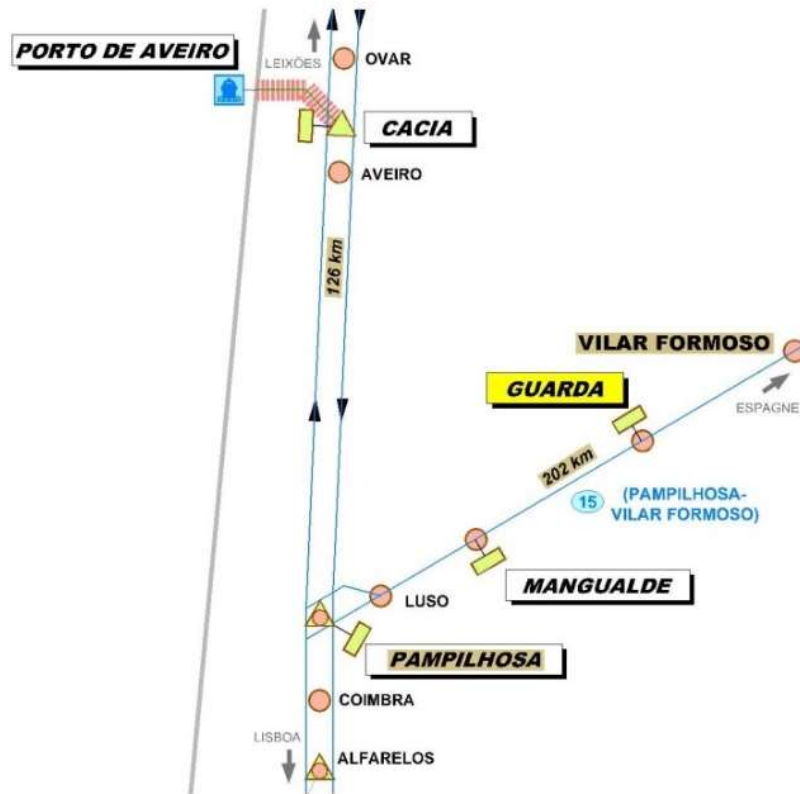 PORTO DE AVEIRO
LEIXÕES
OVAR
CACIA
AVEIRO
126 km
VILAR FORMOSO
GUARDA
ESPAGNE
202 km
15
(PAMPILHOSA-
VILAR FORMOSO)
MANGUALDE
LUSO
PAMPILHOSA
COIMBRA
LISBOA
ALFARELOS